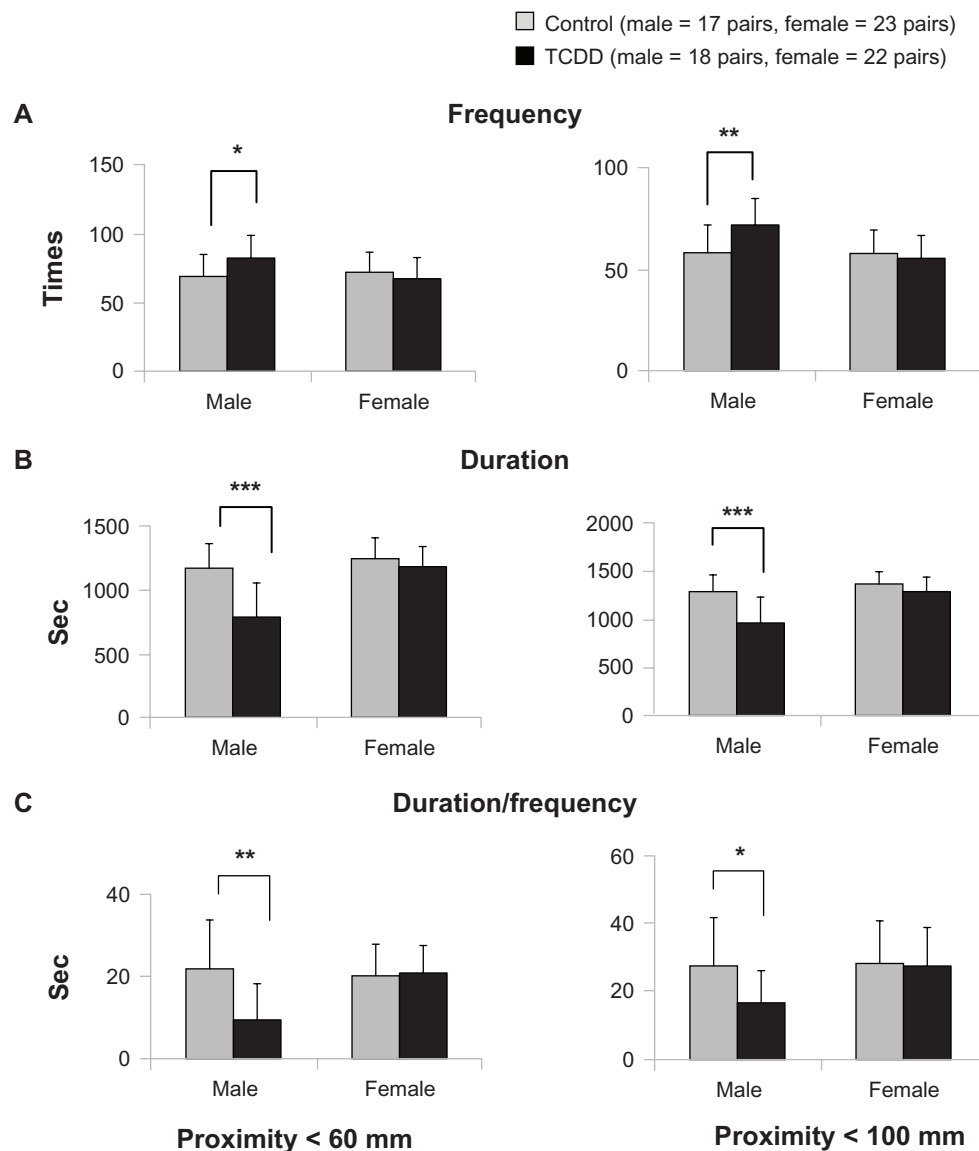 Control (male = 17 pairs, female = 23 pairs)
TCDD (male = 18 pairs, female = 22 pairs)
A
Frequency
Times
150
100
50
0
*
Male
Female
100
50
0
**
Male
Female
B
Duration
Sec
1500
1000
500
0
***
Male
Female
2000
1500
1000
500
0
***
Male
Female
C
Duration/frequency
Sec
40
20
0
**
Male
Female
60
40
20
0
*
Male
Female
Proximity < 60 mm
Proximity < 100 mm